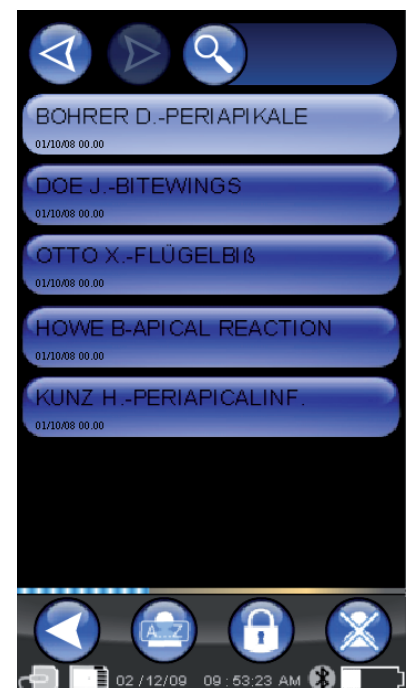 BOHRER D.-PERIAPIKALE
01/10/08 00.00
DOE J.-BITEWINGS
01/10/08 00.00
OTTO X.-FLÜGELBIß
01/10/08 00.00
HOWE B-APICAL REACTION
01/10/08 00.00
KUNZ H.-PERIAPICALINF.
01/10/08 00.00
A...Z
02/12/09 09:53:23 AM